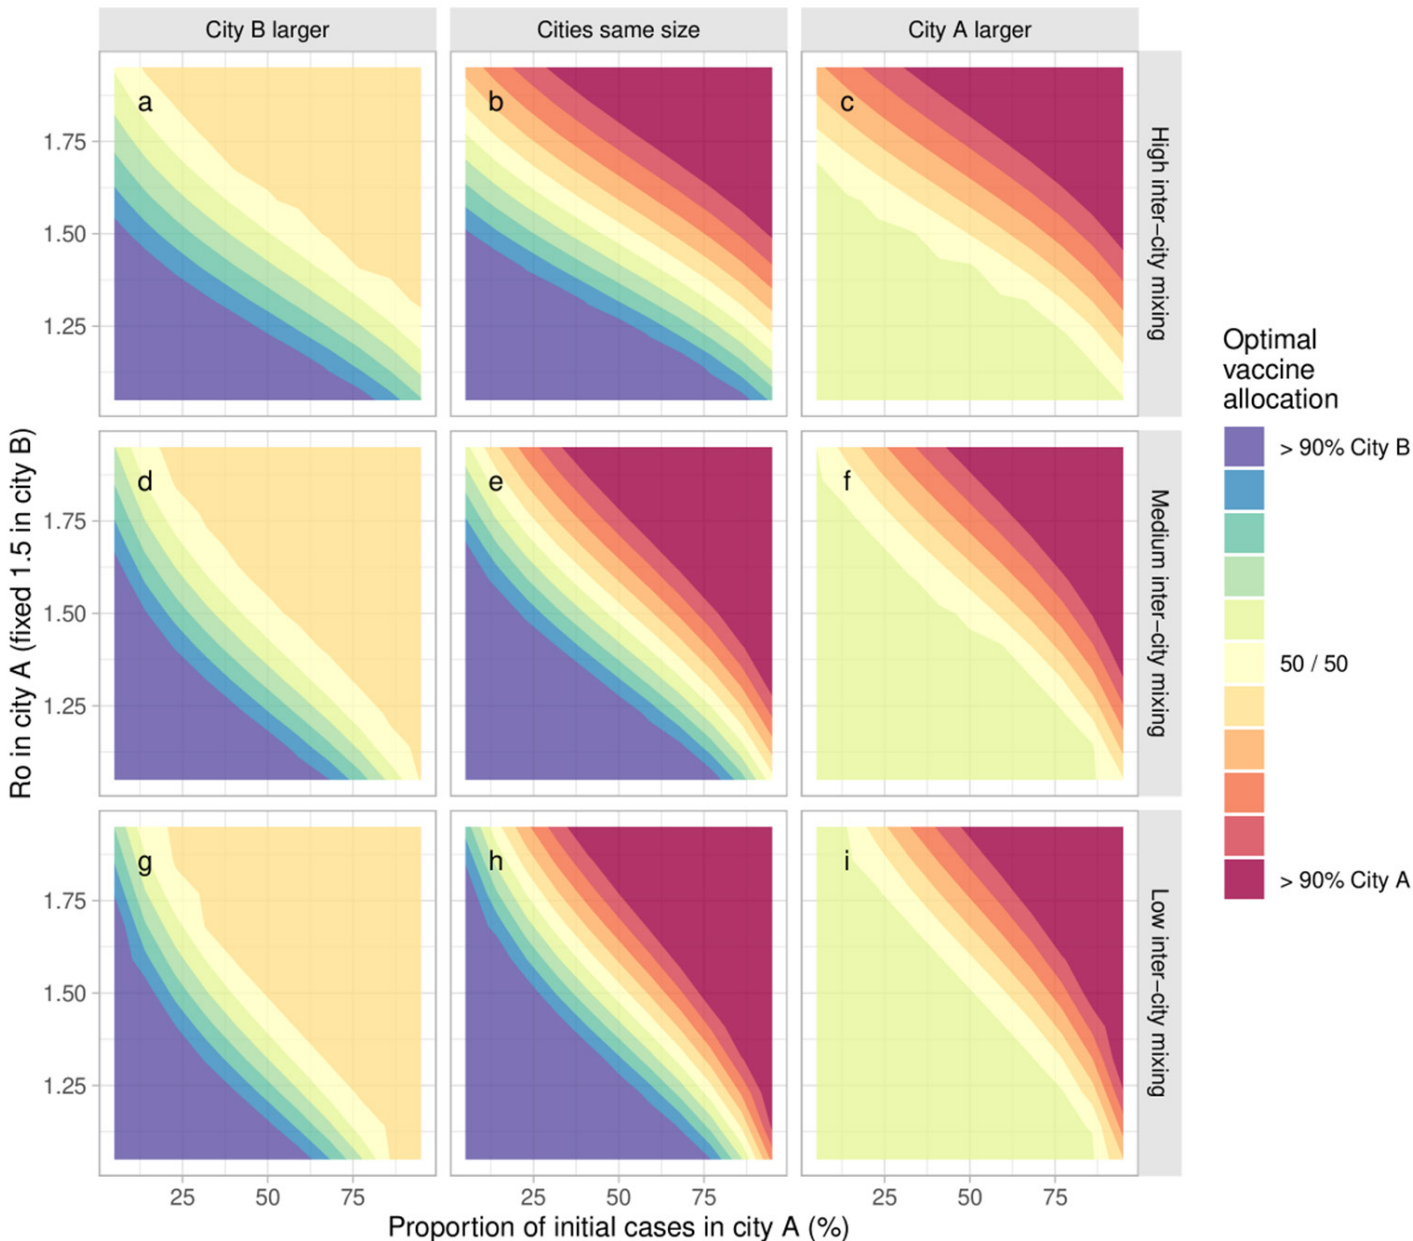 City B larger
Cities same size
City A larger
a
b
c
1.75
1.50
1.25
High inter−city mixing
d
e
f
1.75
1.50
1.25
Medium inter−city mixing
g
h
i
1.75
1.50
1.25
Low inter−city mixing
25
50
75
25
50
75
25
50
75
Ro in city A (fixed 1.5 in city B)
Proportion of initial cases in city A (%)
Optimal
vaccine
allocation
> 90% City B
50 / 50
> 90% City A